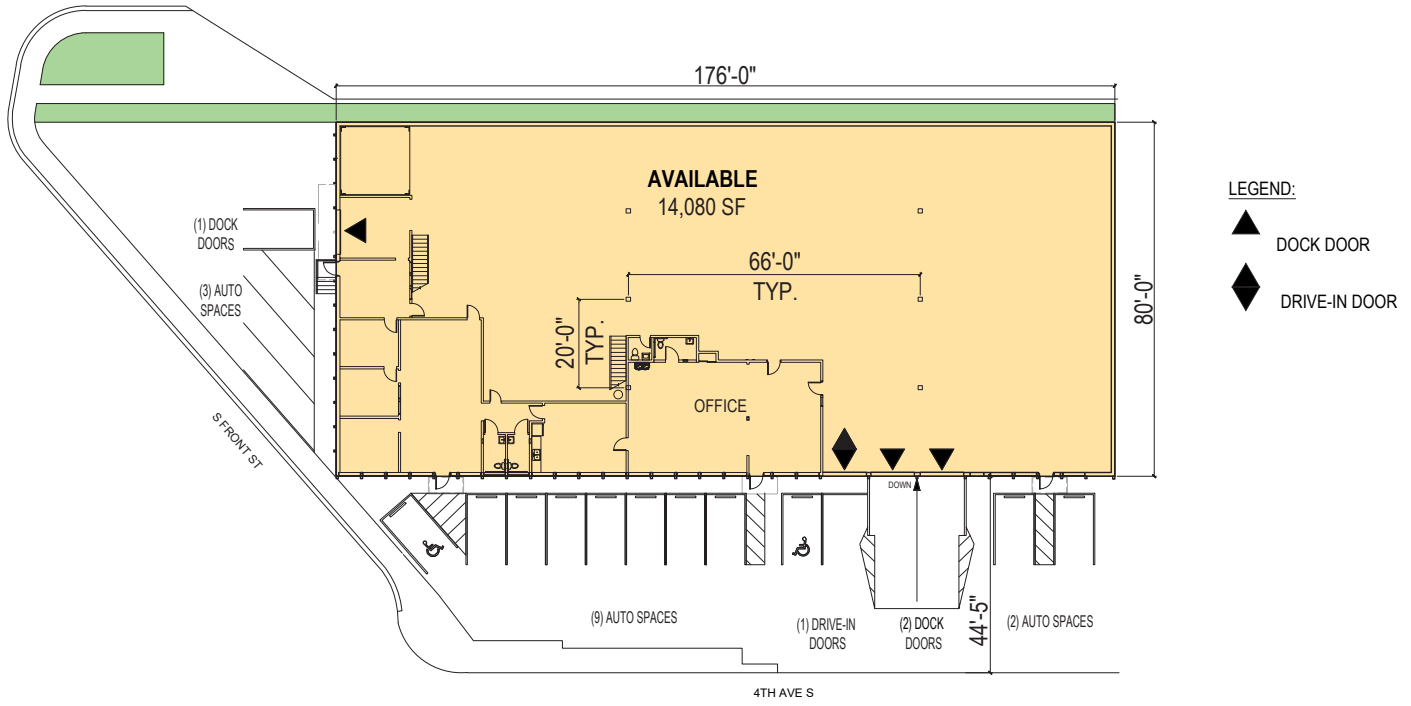 176'-0"
AVAILABLE
14,080 SF
LEGEND:
DOCK DOOR
DRIVE-IN DOOR
(1) DOCK
DOORS
(3) AUTO
SPACES
66'-0"
TYP.
20'-0"
TYP.
80'-0"
OFFICE
S FRONT ST
DOWN
(9) AUTO SPACES
(1) DRIVE-IN
DOORS
(2) DOCK
DOORS
44'-5"
(2) AUTO SPACES
4TH AVE S